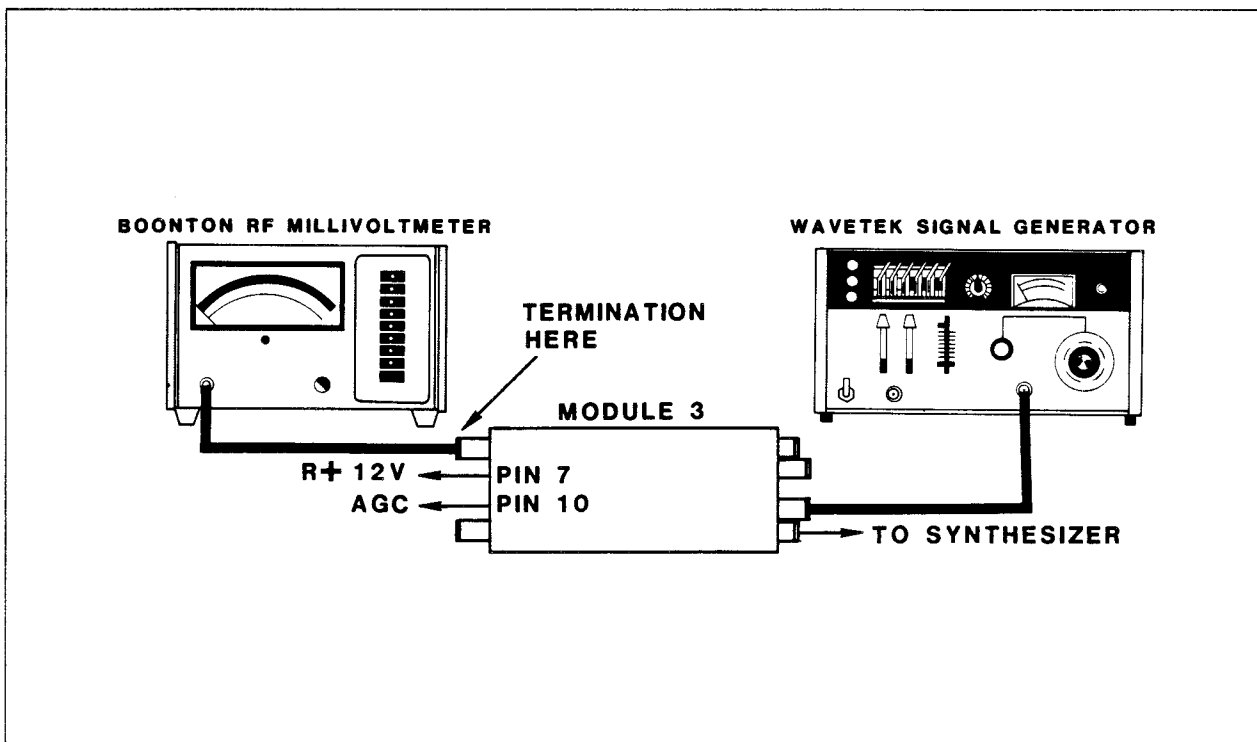 BOONTON RF MILLIVOLTMETER
WAVETEK SIGNAL GENERATOR
TERMINATION
HERE
MODULE 3
R+ 12V
PIN 7
AGC
PIN 10
TO SYNTHESIZER